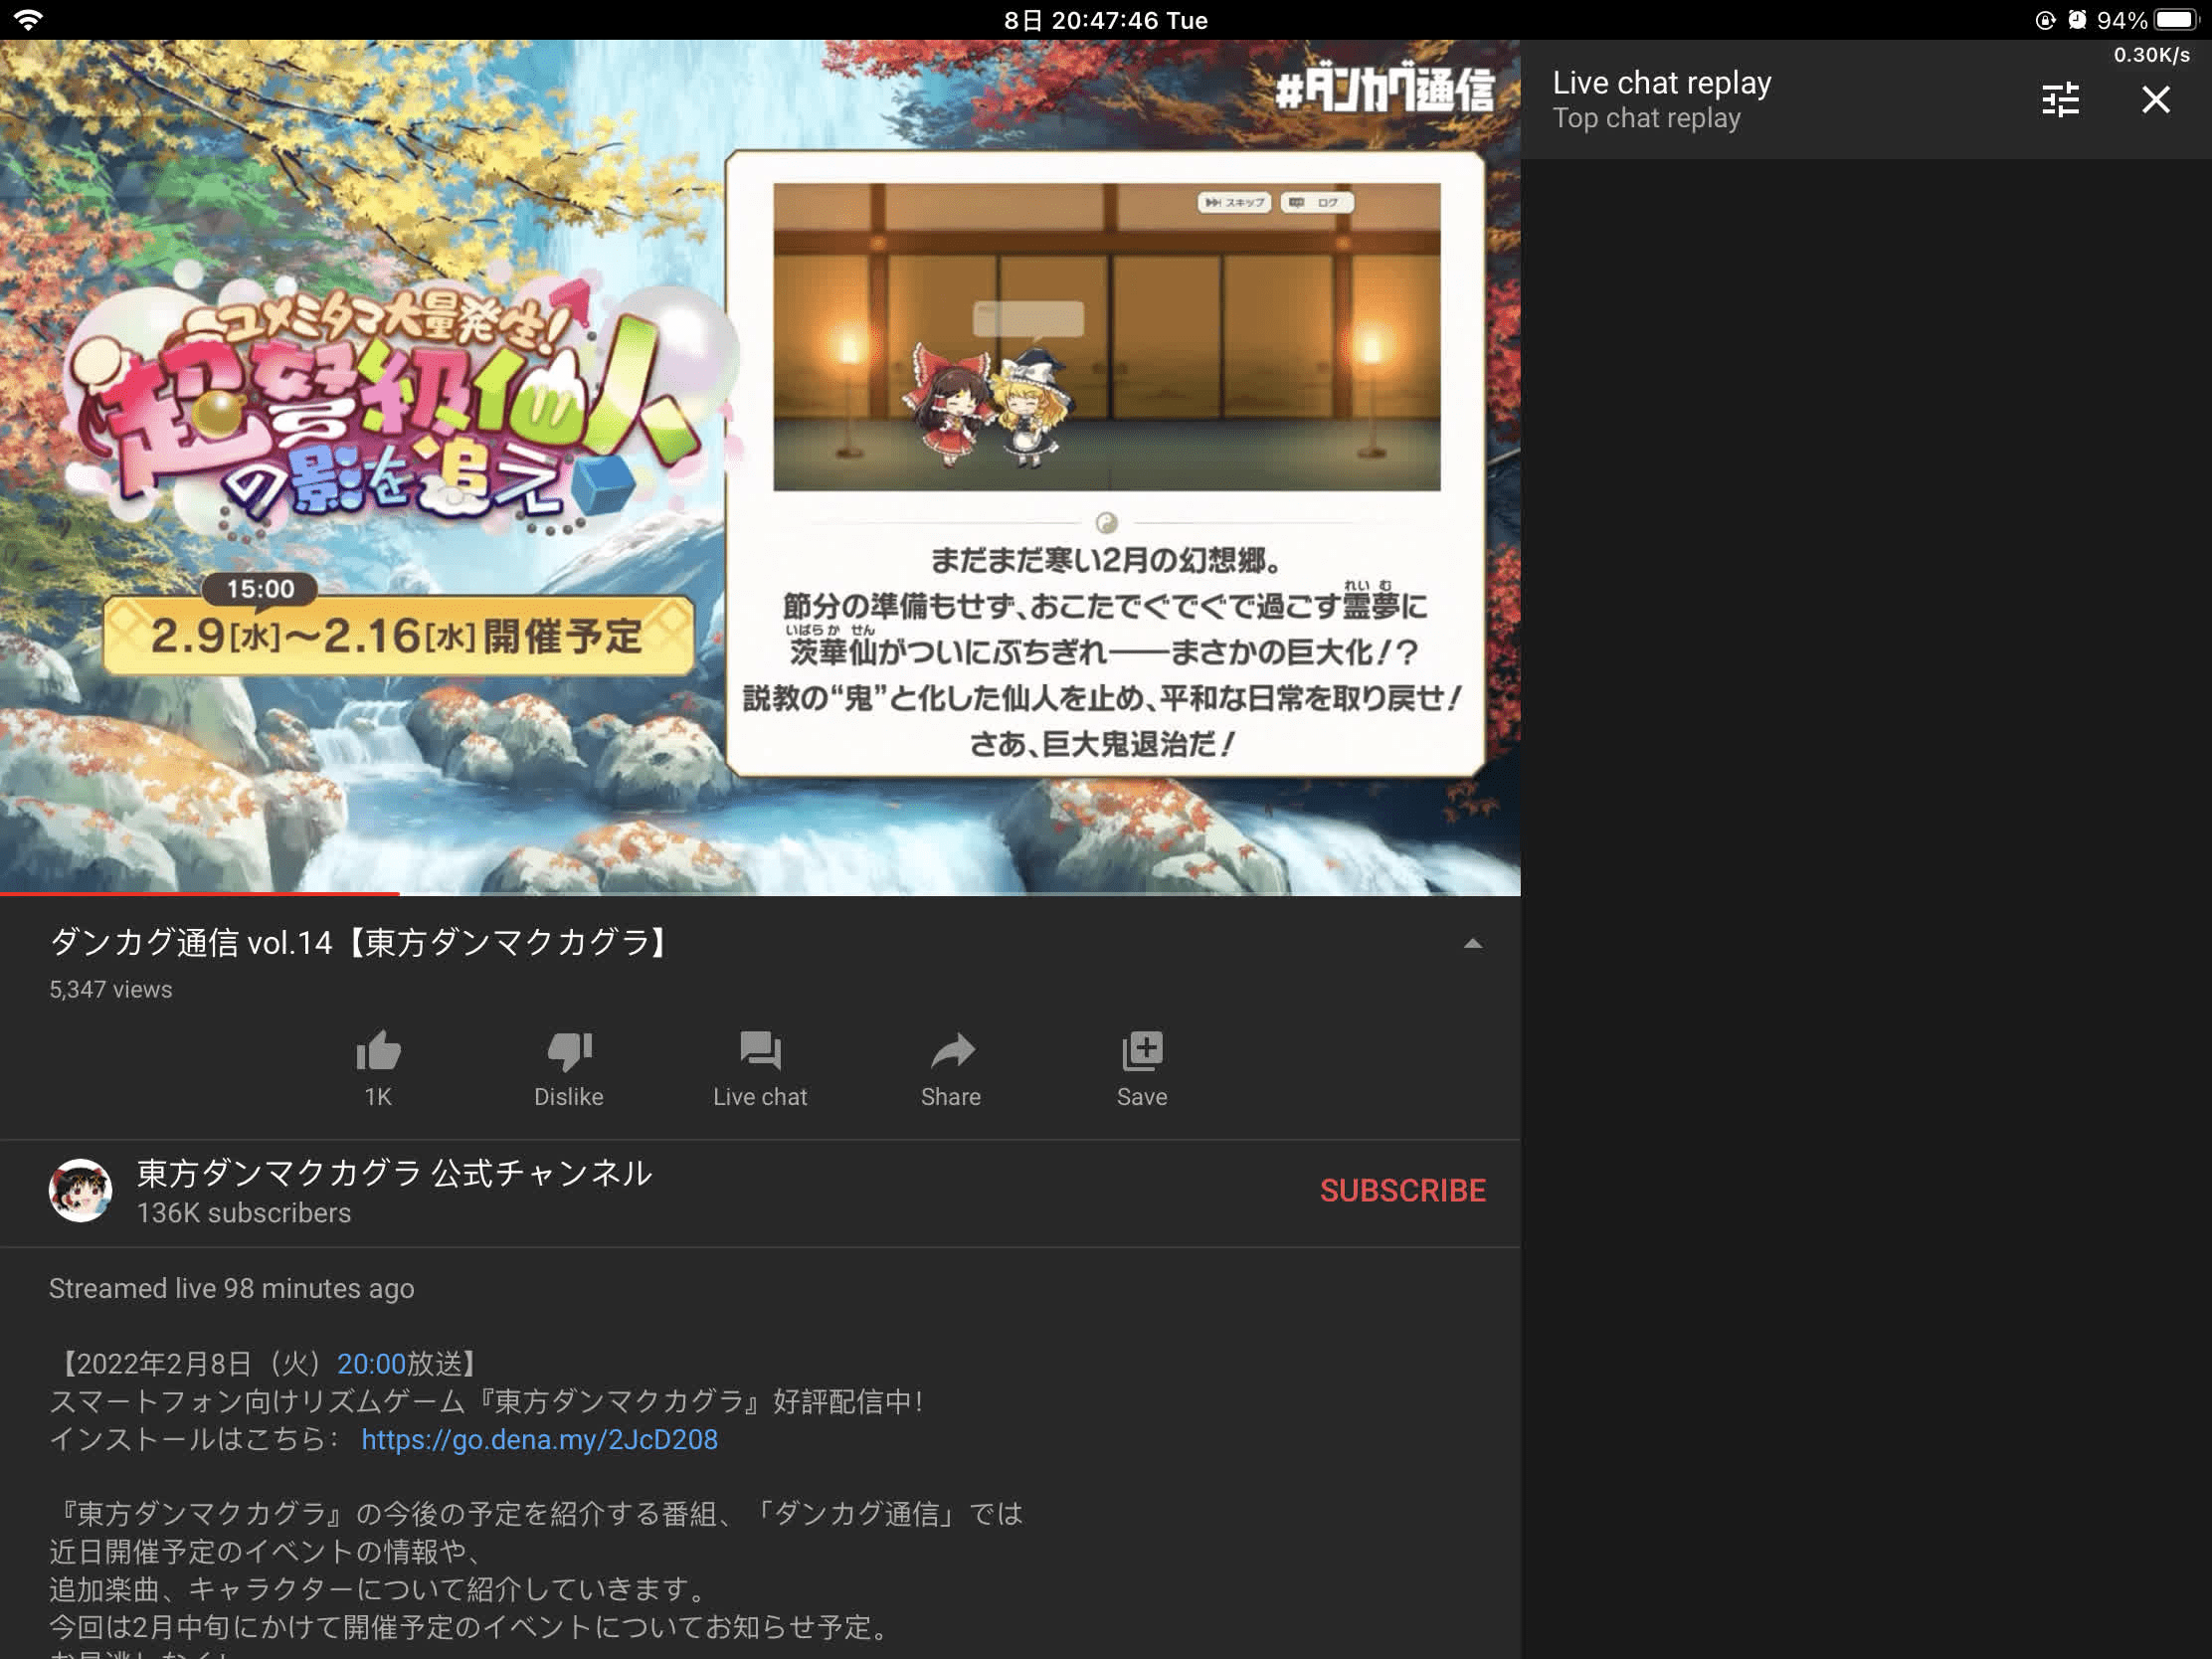 8日 20:47:46 Tue
94%
0.30K/s
#ダンカグ通信
Live chat replay
Top chat replay
スキップ
ログ
ユメミタマ大量発生!
超弩級仙人
の影を追え
15:00
2.9[水]~2.16[水]開催予定
まだまだ寒い2月の幻想郷。
節分の準備もせず、おこたでぐでぐで過ごす霊夢に
れいむ
茨華仙がついにぶちぎれ――まさかの巨大化!?
いばらかせん
説教の“鬼”と化した仙人を止め、平和な日常を取り戻せ!
さあ、巨大鬼退治だ!
ダンカグ通信 vol.14【東方ダンマクカグラ】
5,347 views
1K
Dislike
Live chat
Share
Save
東方ダンマクカグラ 公式チャンネル
136K subscribers
SUBSCRIBE
Streamed live 98 minutes ago
【2022年2月8日（火）20:00放送】
スマートフォン向けリズムゲーム『東方ダンマクカグラ』好評配信中!
インストールはこちら： https://go.dena.my/2JcD208
『東方ダンマクカグラ』の今後の予定を紹介する番組、「ダンカグ通信」では
近日開催予定のイベントの情報や、
追加楽曲、キャラクターについて紹介していきます。
今回は2月中旬にかけて開催予定のイベントについてお知らせ予定。